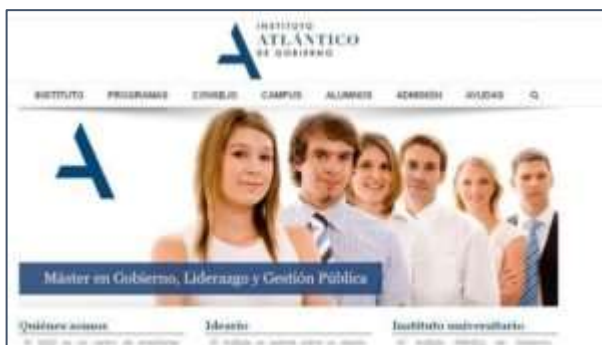 INSTITUTO
ATLÁNTICO
DE GOBIERNO
INSTITUTO PROGRAMAS CONSEJO CAMPUS ALUMNOS ADMISIÓN AYUDAS
Máster en Gobierno, Liderazgo y Gestión Pública
Quiénes somos Ideario Instituto universitario